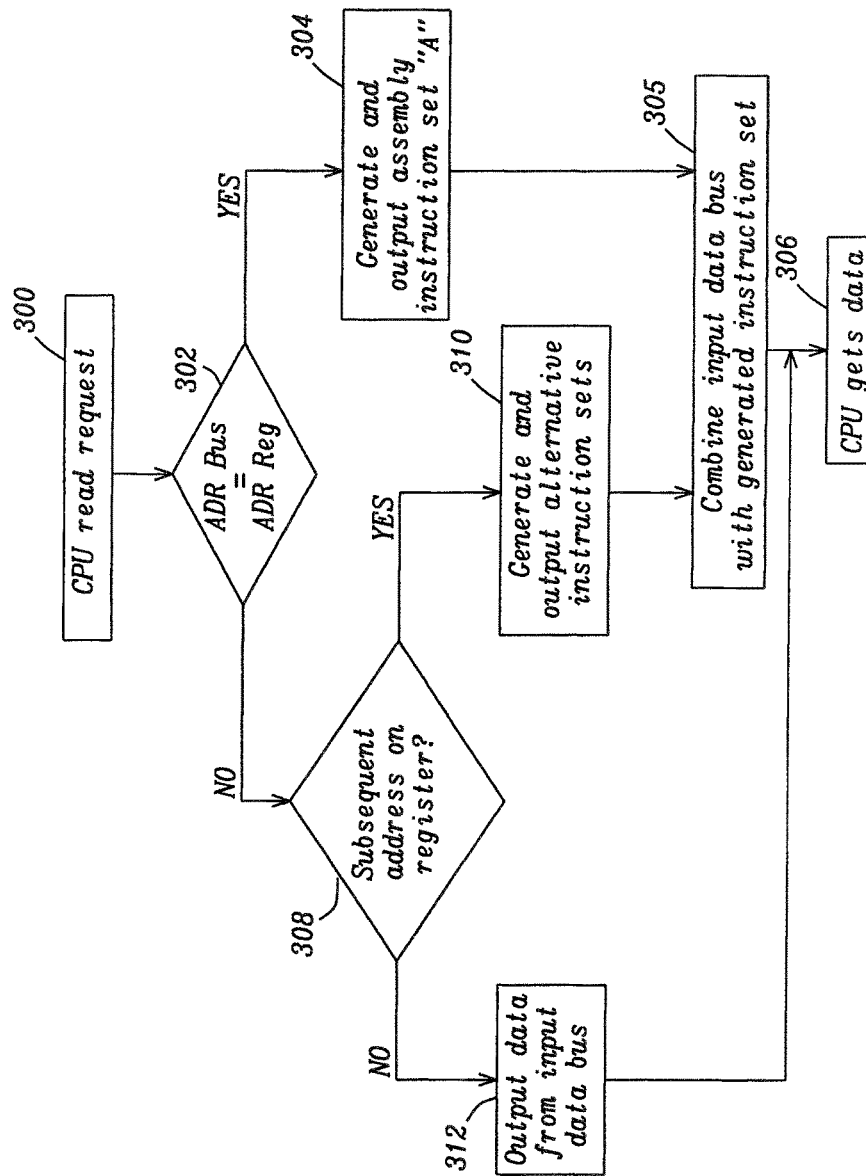 300
CPU read request
302
ADR Bus
=
ADR Reg
YES
NO
304
Generate and
output assembly
instruction set "A"
308
Subsequent
address on
register?
YES
NO
310
Generate and
output alternative
instruction sets
312
Output data
from input
data bus
305
Combine input data bus
with generated instruction set
306
CPU gets data